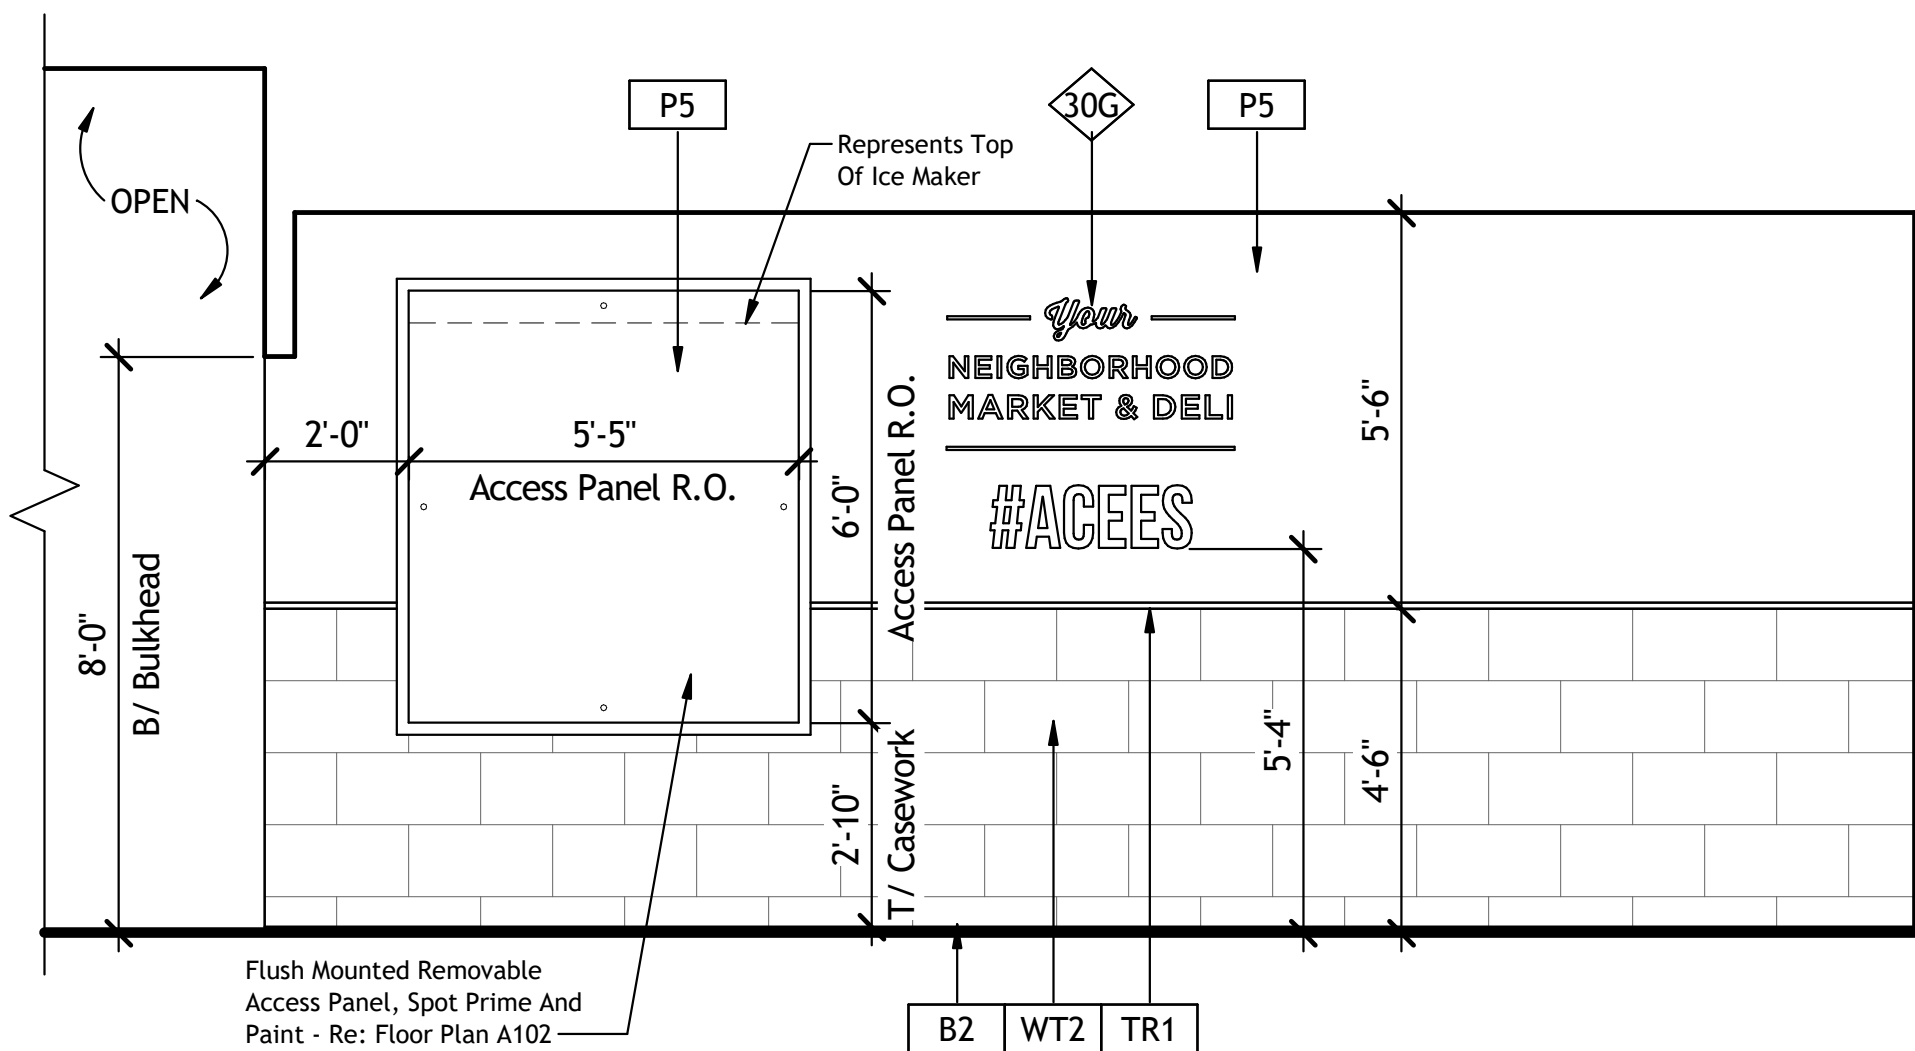 P5
30G
P5
Represents Top
Of Ice Maker
OPEN
Your
NEIGHBORHOOD
MARKET & DELI
#ACEES
2'-0"
5'-5"
Access Panel R.O.
6'-0"
Access Panel R.O.
5'-6"
8'-0"
B/ Bulkhead
2'-10"
T/ Casework
5'-4"
4'-6"
Flush Mounted Removable
Access Panel, Spot Prime And
Paint - Re: Floor Plan A102
B2 WT2 TR1